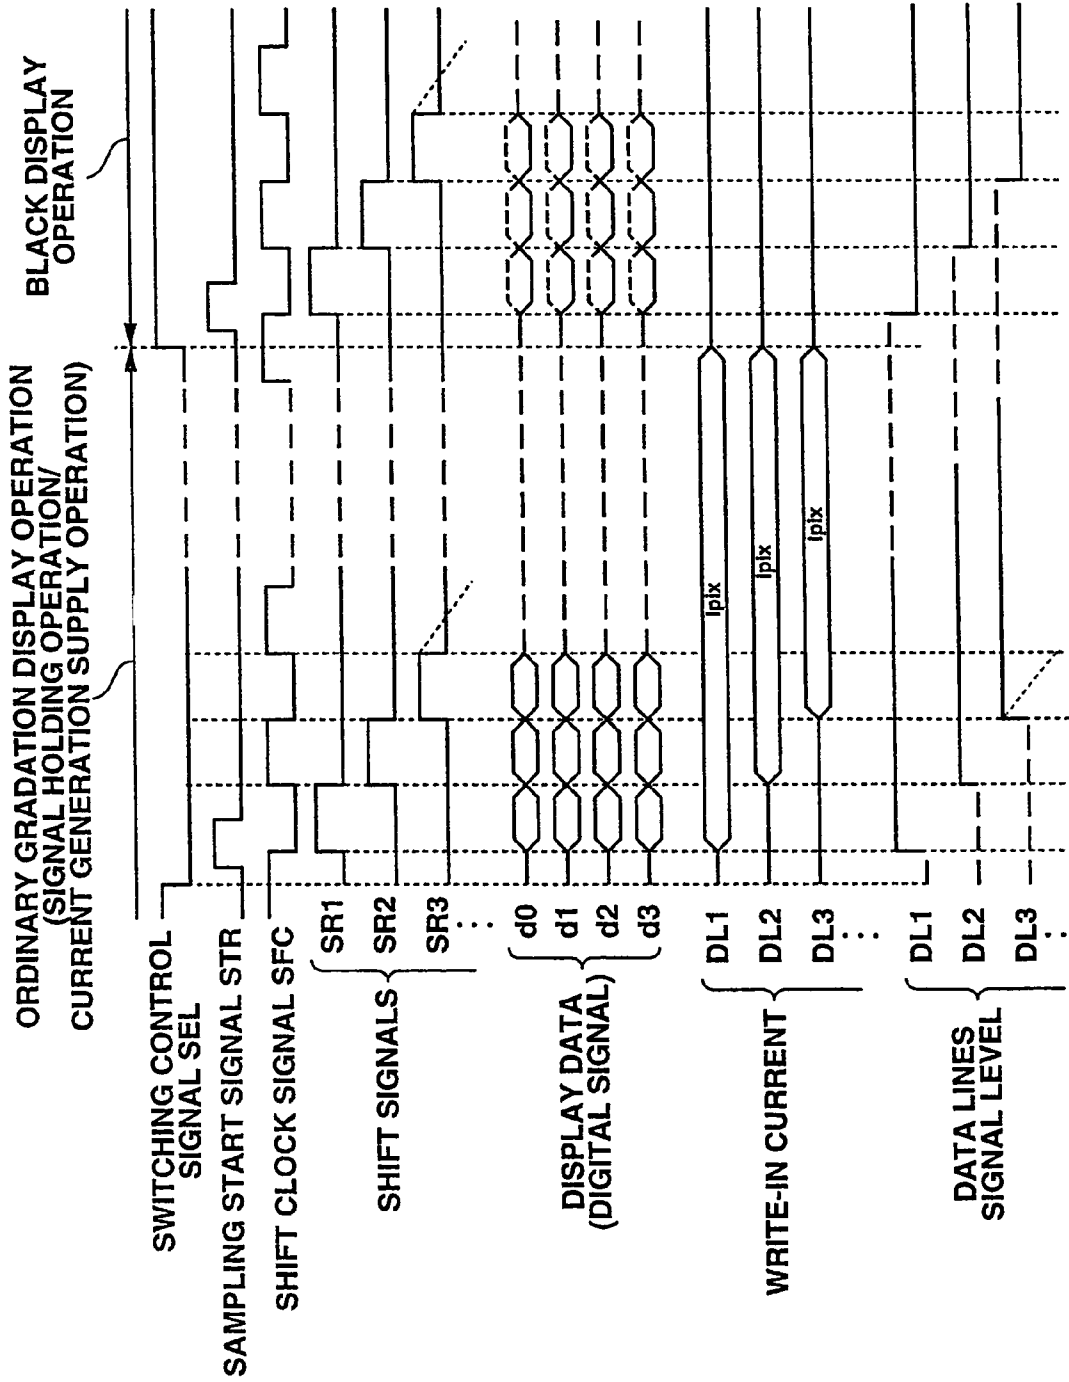 ORDINARY GRADATION DISPLAY OPERATION
(SIGNAL HOLDING OPERATION/
CURRENT GENERATION SUPPLY OPERATION)
BLACK DISPLAY
OPERATION
SWITCHING CONTROL
SIGNAL SEL
SAMPLING START SIGNAL STR
SHIFT CLOCK SIGNAL SFC
SHIFT SIGNALS
SR1
SR2
SR3
DISPLAY DATA
(DIGITAL SIGNAL)
d0
d1
d2
d3
WRITE-IN CURRENT
DL1
Ipix
DL2
Ipix
DL3
Ipix
DATA LINES
SIGNAL LEVEL
DL1
DL2
DL3